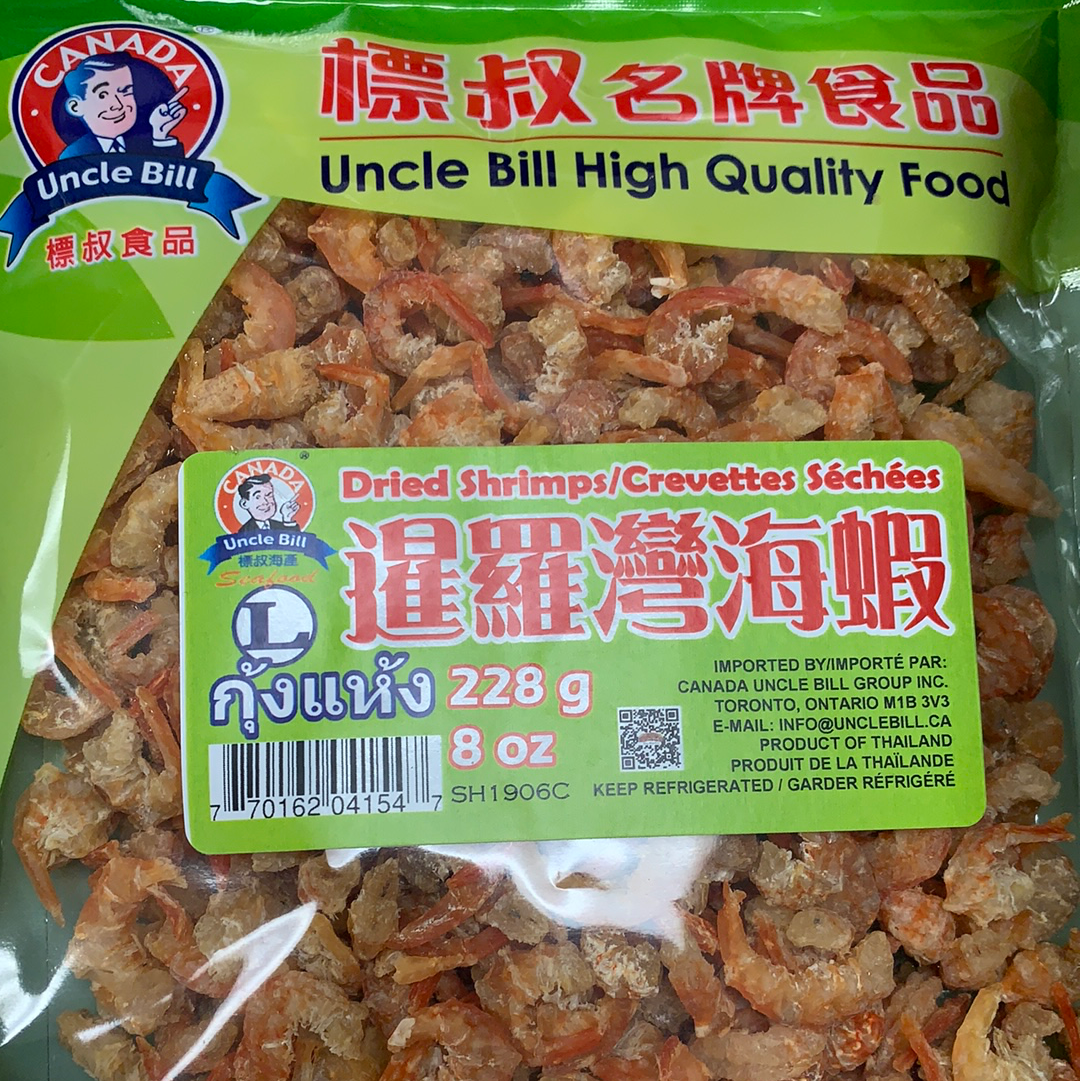 CANADA
Uncle Bill
標叔食品
標叔名牌食品
Uncle Bill High Quality Food
CANADA
®
Uncle Bill
標叔海產
Seafood
L
Dried Shrimps/Crevettes Séchées
暹羅灣海蝦
กุ้งแห้ง
228 g
8 oz
7 70162 04154 7
SH1906C
IMPORTED BY/IMPORTÉ PAR:
CANADA UNCLE BILL GROUP INC.
TORONTO, ONTARIO M1B 3V3
E-MAIL: INFO@UNCLEBILL.CA
PRODUCT OF THAILAND
PRODUIT DE LA THAÏLANDE
KEEP REFRIGERATED / GARDER RÉFRIGÉRÉ